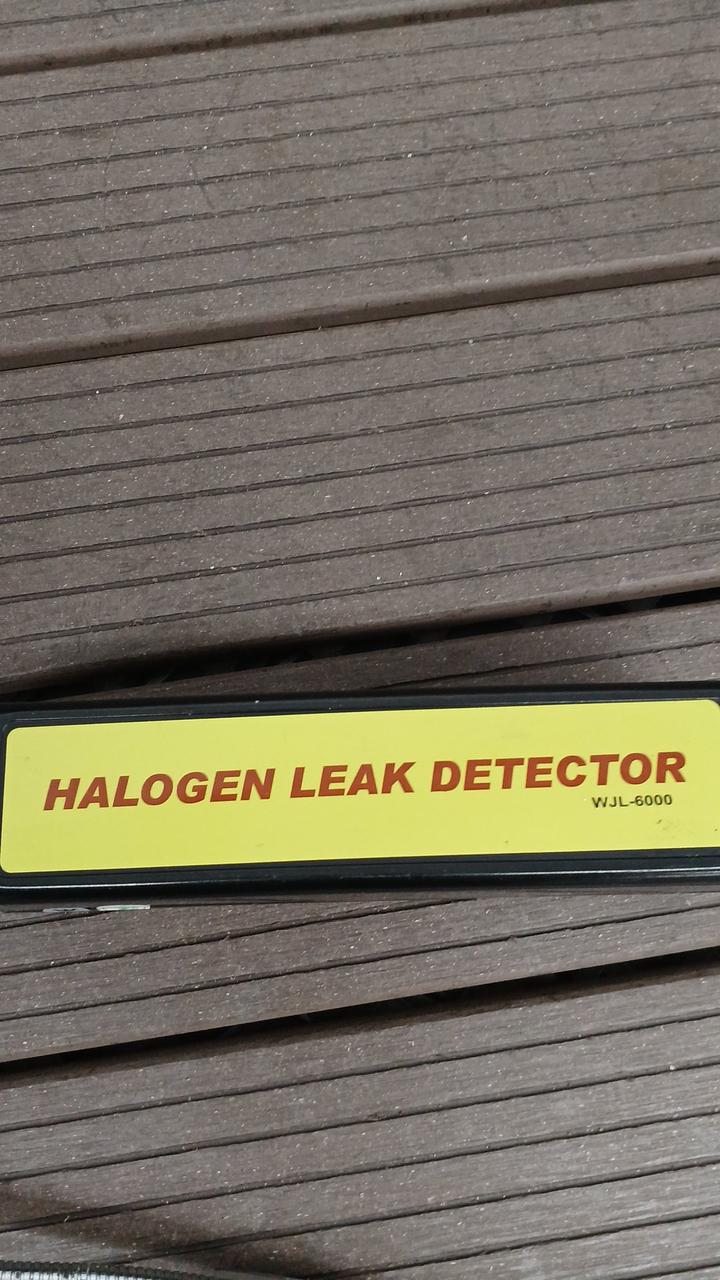 HALOGEN LEAK DETECTOR
WJL-6000